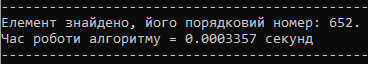 Елемент знайдено, його порядковий номер: 652.
Час роботи алгоритму = 0.0003357 секунд